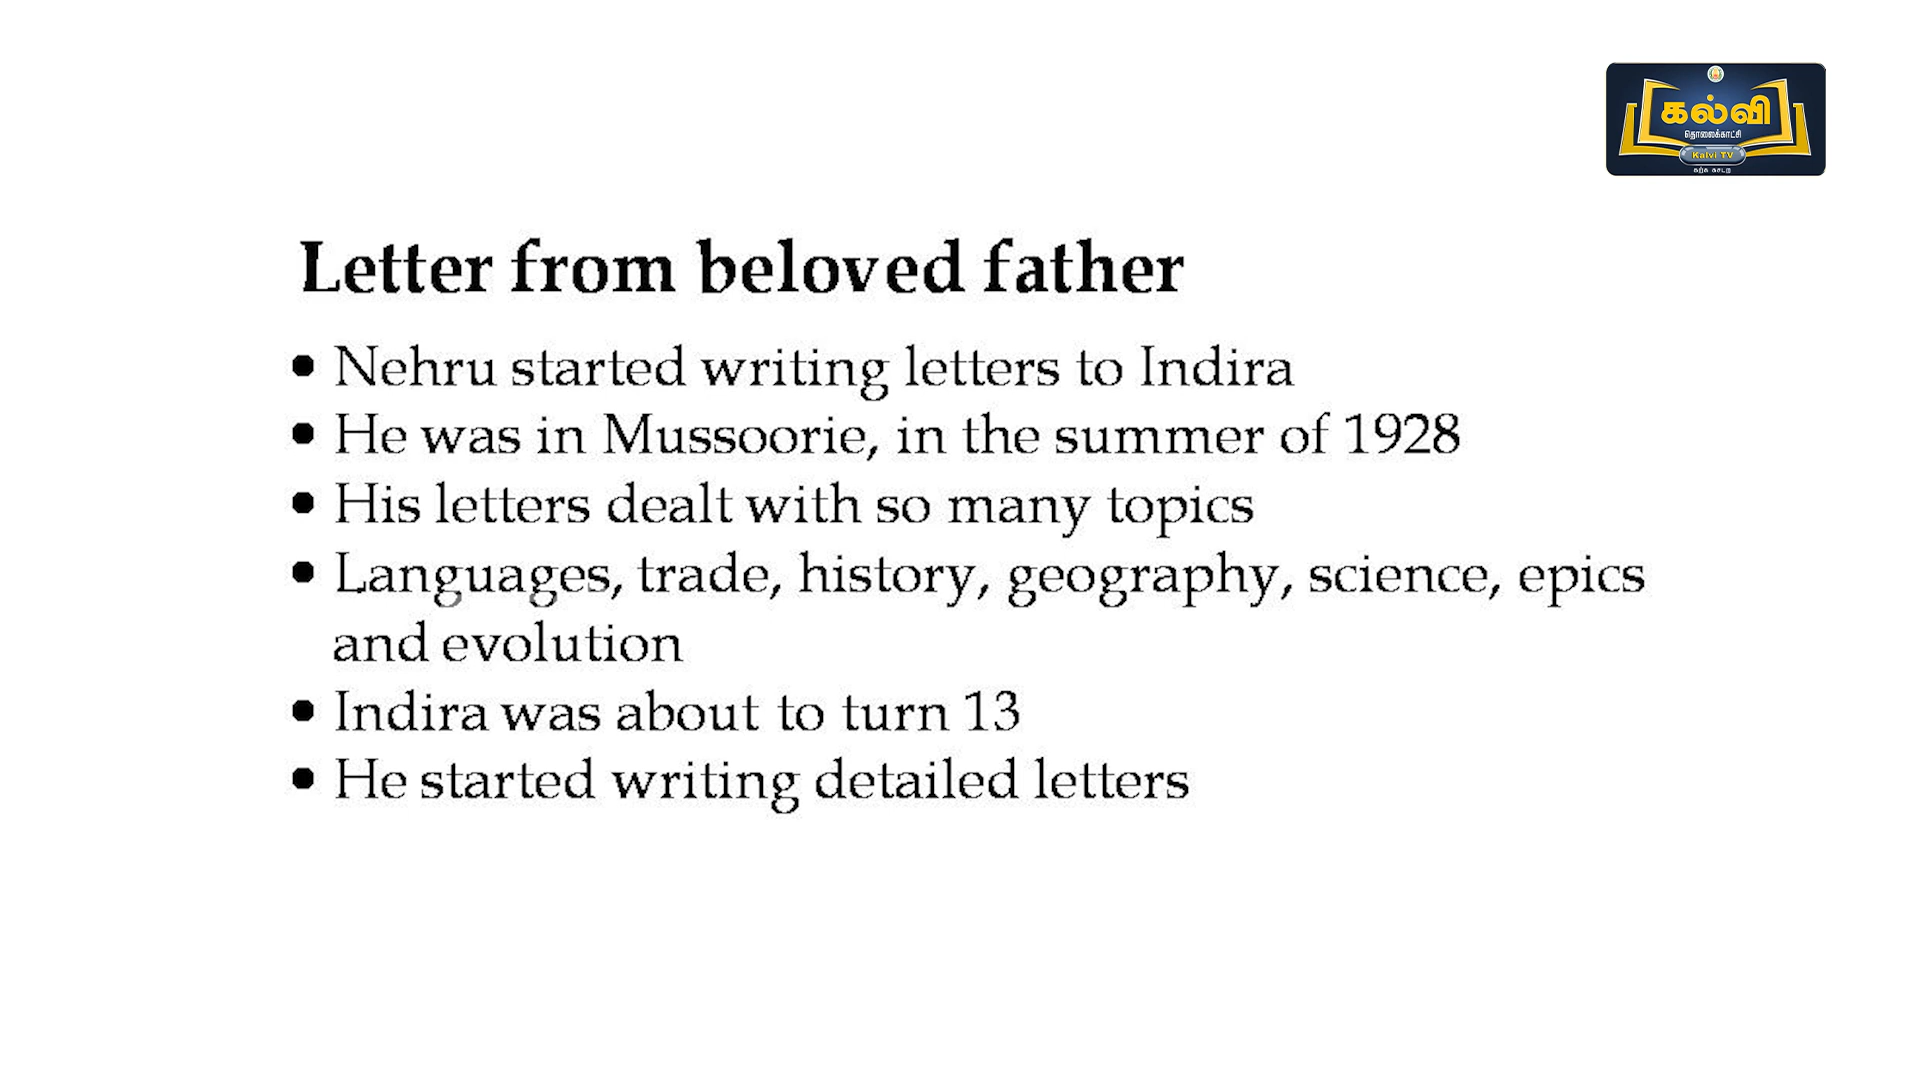 கல்வி
தொலைக்காட்சி
Kalvi TV
கற்க கசடற
Letter from beloved father
• Nehru started writing letters to Indira
• He was in Mussoorie, in the summer of 1928
• His letters dealt with so many topics
• Languages, trade, history, geography, science, epics
and evolution
• Indira was about to turn 13
• He started writing detailed letters